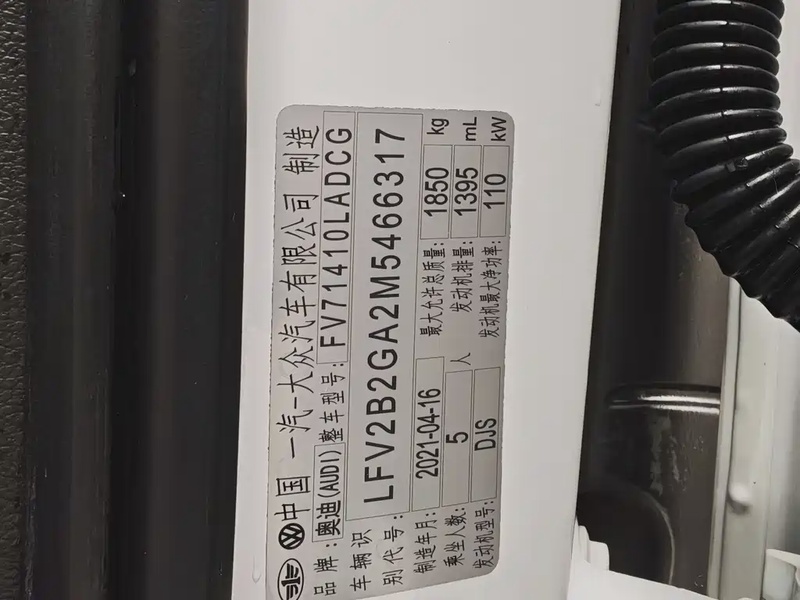 中国 一汽-大众汽车有限公司 制造
品牌: 奥迪(AUDI) 整车型号: FV71410LADCG
车辆识别代号: LFV2B2GA2M5466317
制造年月: 2021-04-16 最大允许总质量: 1850 kg
乘坐人数: 5 人 发动机排量: 1395 mL
发动机型号: DJS 发动机最大净功率: 110 kW